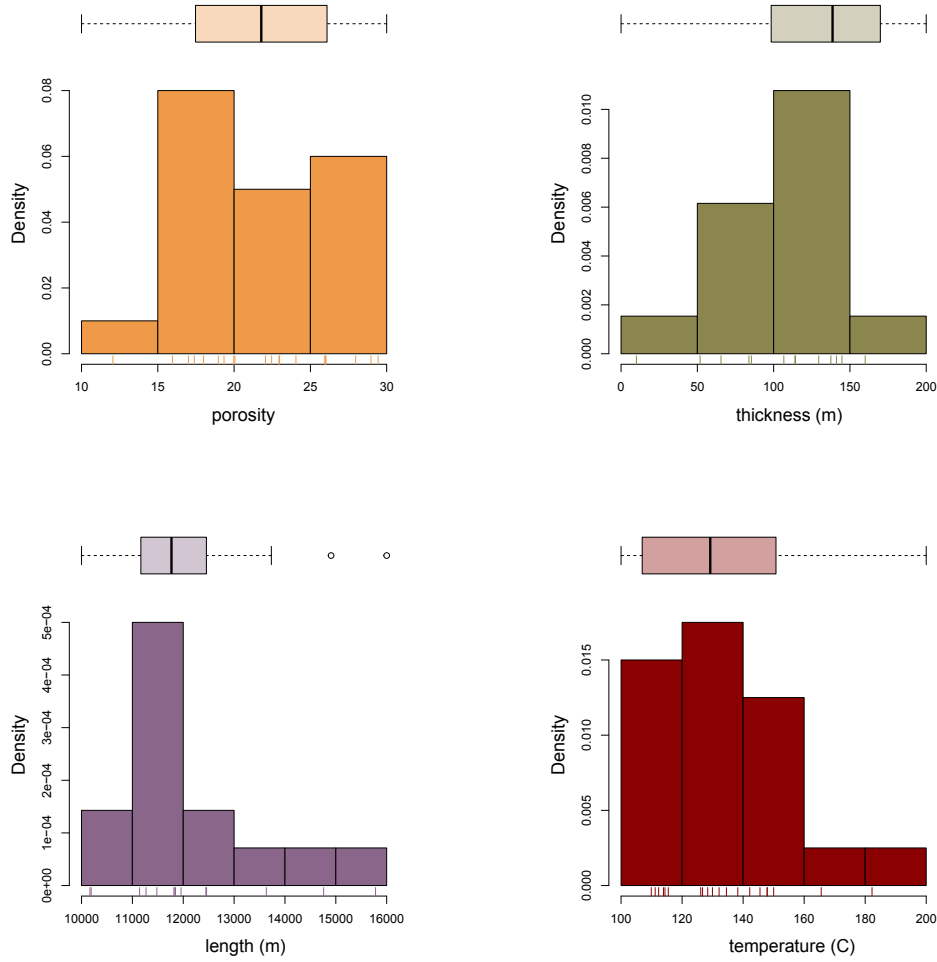 Density
0.00 0.02 0.04 0.06 0.08
10 15 20 25 30
porosity
Density
0.000 0.002 0.004 0.006 0.008 0.010
0 50 100 150 200
thickness (m)
Density
0e+00 1e-04 2e-04 3e-04 4e-04 5e-04
10000 11000 12000 13000 14000 15000 16000
length (m)
Density
0.000 0.005 0.010 0.015
100 120 140 160 180 200
temperature (C)